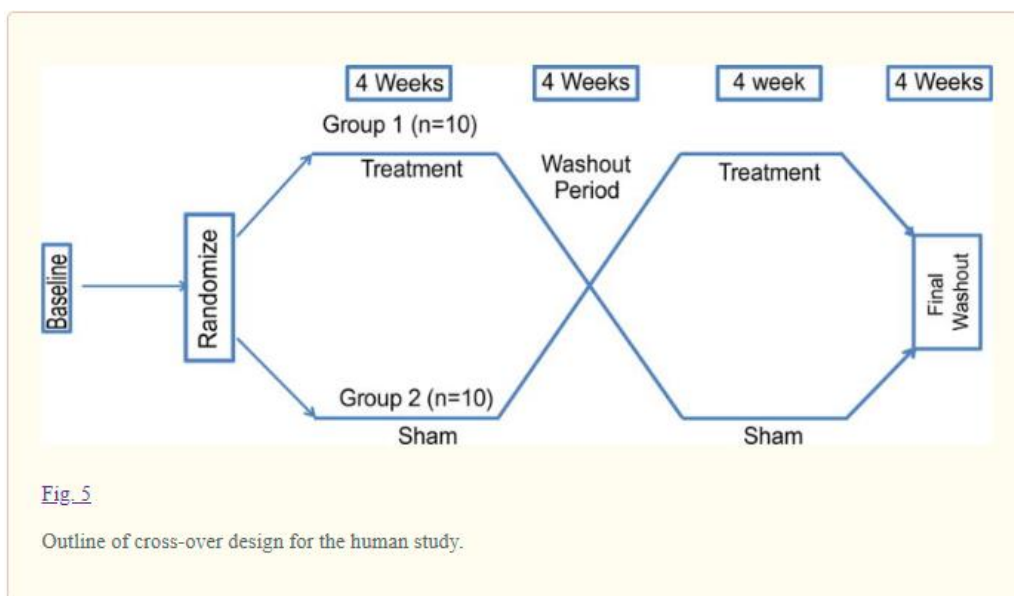 4 Weeks
4 Weeks
4 week
4 Weeks
Group 1 (n=10)
Treatment
Washout
Period
Treatment
Baseline
Randomize
Final
Washout
Group 2 (n=10)
Sham
Sham
Fig. 5
Outline of cross-over design for the human study.